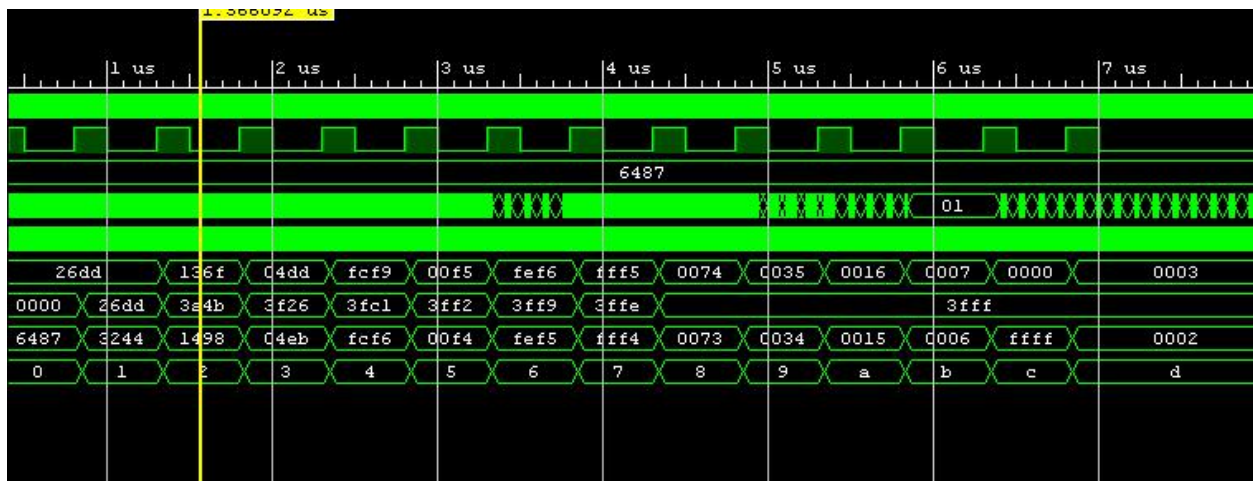 1.566092 us
1 us 2 us 3 us 4 us 5 us 6 us 7 us
6487
01
26dd 136f 04dd fcf9 00f5 fef6 fff5 0074 0035 0016 0007 0000 0003
0000 26dd 3a4b 3f26 3fc1 3ff2 3ff9 3ffe 3fff
6487 3244 1498 04eb fcf6 00f4 fef5 fff4 0073 0034 0015 0006 ffff 0002
0 1 2 3 4 5 6 7 8 9 a b c d